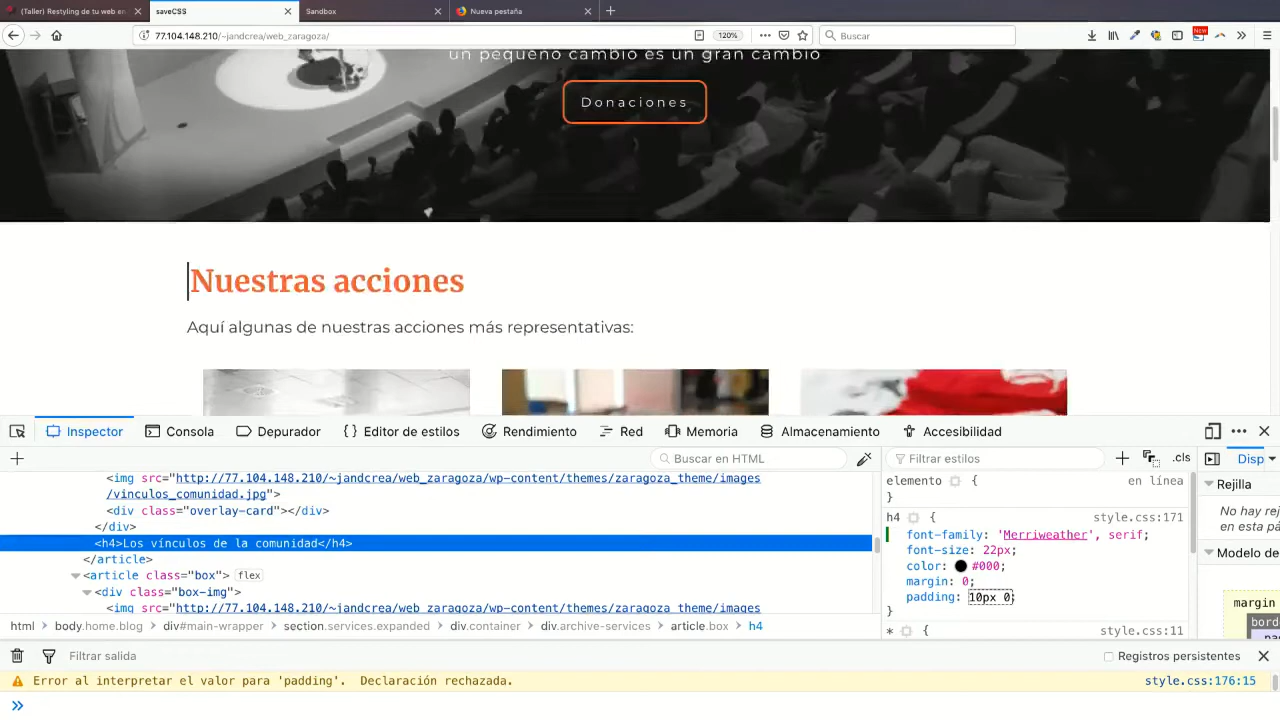 (Taller) Restyling de tu web en
saveCSS
Sandbox
Nueva pestaña
77.104.148.210/~jandcrea/web_zaragoza/
120%
Buscar
New
un pequeño cambio es un gran cambio
Donaciones
Nuestras acciones
Aquí algunas de nuestras acciones más representativas:
Inspector
Consola
Depurador
{ } Editor de estilos
Rendimiento
Red
Memoria
Almacenamiento
Accesibilidad
Buscar en HTML
Filtrar estilos
.cls
Disp
<img src="http://77.104.148.210/~jandcrea/web_zaragoza/wp-content/themes/zaragoza_theme/images
/vinculos_comunidad.jpg">
<div class="overlay-card"></div>
</div>
<h4>Los vínculos de la comunidad</h4>
</article>
<article class="box"> flex
<div class="box-img">
<img src="http://77.104.148.210/~jandcrea/web_zaragoza/wp-content/themes/zaragoza_theme/images
elemento { en línea
}
h4 { style.css:171
font-family: 'Merriweather', serif;
font-size: 22px;
color: #000;
margin: 0;
padding: 10px 0;
}
* { style.css:11
Rejilla
No hay rej
en esta pá
Modelo de
margin
borde
pa
html
body.home.blog
div#main-wrapper
section.services.expanded
div.container
div.archive-services
article.box
h4
Filtrar salida
Registros persistentes
Error al interpretar el valor para 'padding'. Declaración rechazada.
style.css:176:15
»